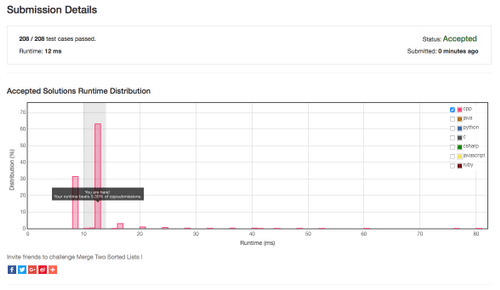 Submission Details
208 / 208 test cases passed.
Status: Accepted
Runtime: 12 ms
Submitted: 0 minutes ago
Accepted Solutions Runtime Distribution
cpp
java
python
c
csharp
javascript
ruby
You are here!
Your runtime beats of cppsubmissions.
Distribution (%)
70
60
50
40
30
20
10
0
0 10 20 30 40 50 60 70 80
Runtime (ms)
Invite friends to challenge Merge Two Sorted Lists !